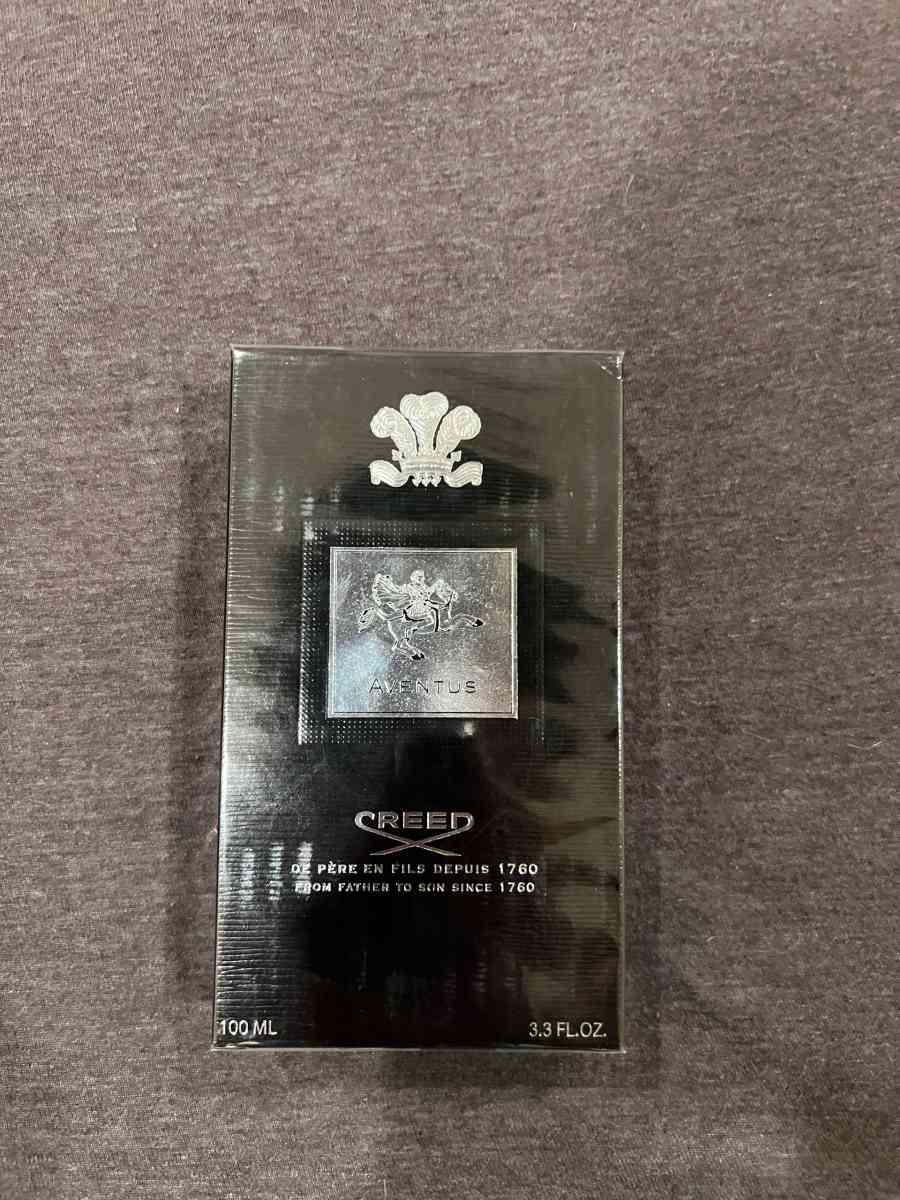 AVENTUS
CREED
DE PÈRE EN FILS DEPUIS 1760
FROM FATHER TO SON SINCE 1760
100 ML 3.3 FL.OZ.